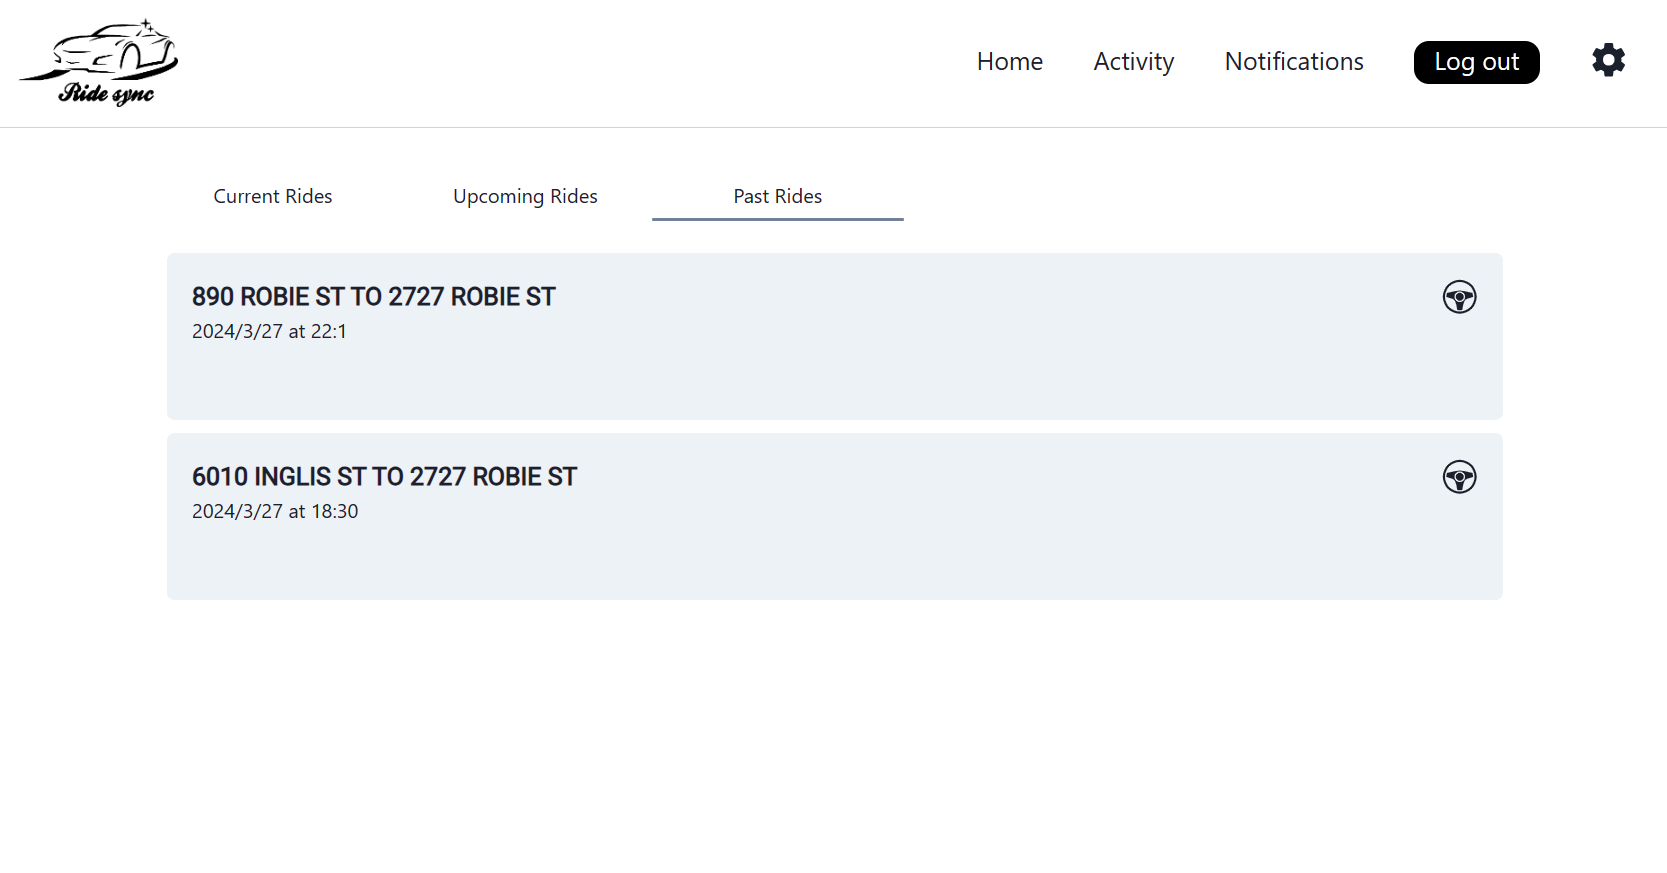 Ride sync
Home Activity Notifications Log out
Current Rides Upcoming Rides Past Rides
890 ROBIE ST TO 2727 ROBIE ST
2024/3/27 at 22:1
6010 INGLIS ST TO 2727 ROBIE ST
2024/3/27 at 18:30